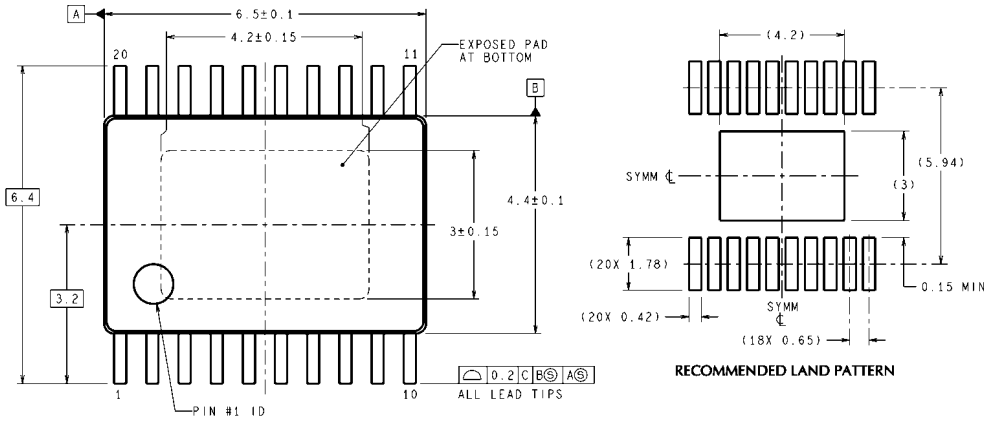 A
6.5±0.1
4.2±0.15
20
11
EXPOSED PAD
AT BOTTOM
B
6.4
3.2
4.4±0.1
3±0.15
1
10
PIN #1 ID
⌓ 0.2 C BⓈ AⓈ
ALL LEAD TIPS
(4.2)
SYMM ℄
(3)
(5.94)
(20X 1.78)
0.15 MIN
SYMM
℄
(20X 0.42)
(18X 0.65)
RECOMMENDED LAND PATTERN